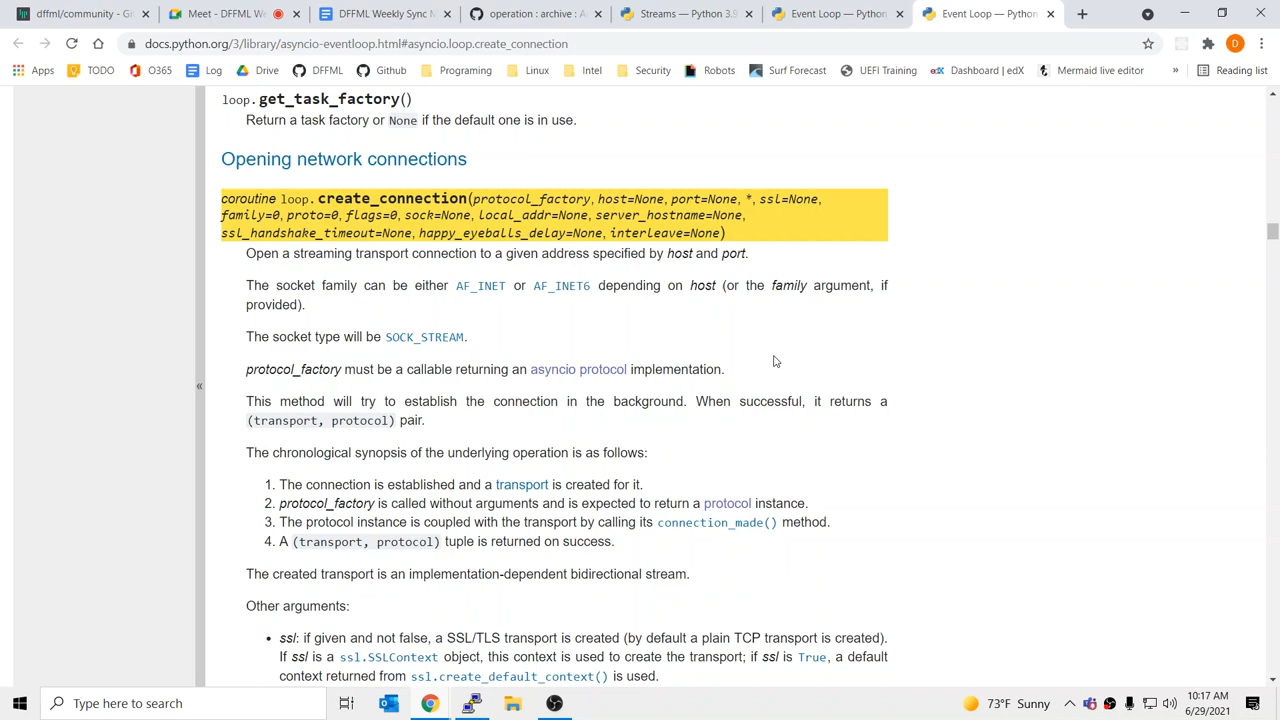 dffml/community - Gi
Meet - DFFML We
DFFML Weekly Sync M
operation : archive : A
Streams — Python 3.9
Event Loop — Python
Event Loop — Python
docs.python.org/3/library/asyncio-eventloop.html#asyncio.loop.create_connection
D
Apps
TODO
O365
Log
Drive
DFFML
Github
Programing
Linux
Intel
Security
Robots
Surf Forecast
UEFI Training
edX
Dashboard | edX
Mermaid live editor
»
Reading list
loop.get_task_factory()
Return a task factory or None if the default one is in use.
Opening network connections
coroutine loop.create_connection(protocol_factory, host=None, port=None, *, ssl=None,
family=0, proto=0, flags=0, sock=None, local_addr=None, server_hostname=None,
ssl_handshake_timeout=None, happy_eyeballs_delay=None, interleave=None)
Open a streaming transport connection to a given address specified by host and port.
The socket family can be either AF_INET or AF_INET6 depending on host (or the family argument, if
provided).
The socket type will be SOCK_STREAM.
protocol_factory must be a callable returning an asyncio protocol implementation.
«
This method will try to establish the connection in the background. When successful, it returns a
(transport, protocol) pair.
The chronological synopsis of the underlying operation is as follows:
1. The connection is established and a transport is created for it.
2. protocol_factory is called without arguments and is expected to return a protocol instance.
3. The protocol instance is coupled with the transport by calling its connection_made() method.
4. A (transport, protocol) tuple is returned on success.
The created transport is an implementation-dependent bidirectional stream.
Other arguments:
• ssl: if given and not false, a SSL/TLS transport is created (by default a plain TCP transport is created).
If ssl is a ssl.SSLContext object, this context is used to create the transport; if ssl is True, a default
context returned from ssl.create_default_context() is used.
Type here to search
73°F Sunny
10:17 AM
6/29/2021